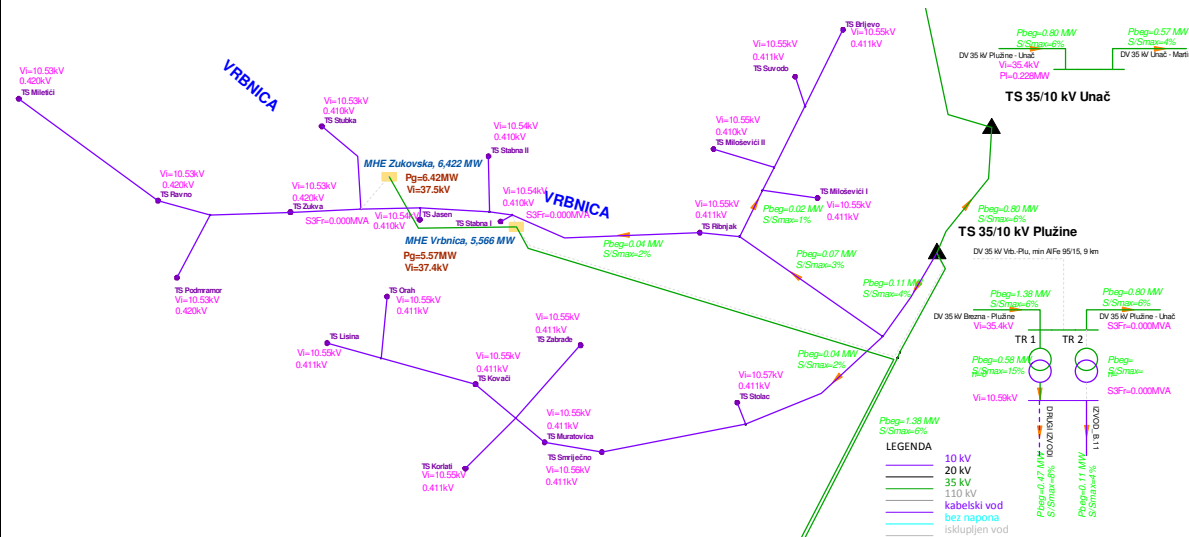 Vi=10.53kV
0.420kV
TS Miletići
VRBNICA
Vi=10.53kV
0.410kV
TS Stubka
Vi=10.54kV
0.410kV
TS Stabna II
MHE Zukovska, 6,422 MW
Pg=6.42MW
Vi=37.5kV
Vi=10.53kV
0.420kV
TS Ravno
Vi=10.53kV
0.420kV
TS Zukva
Vi=10.54kV
0.410kV
TS Jasen
Vi=10.54kV
0.410kV
S3Fr=0.000MVA
TS Stabna I
VRBNICA
MHE Vrbnica, 5,566 MW
Pg=5.57MW
Vi=37.4kV
TS Podmramor
Vi=10.53kV
0.420kV
TS Brijevo
Vi=10.55kV
0.411kV
Vi=10.55kV
0.411kV
TS Suvodo
Vi=10.55kV
0.410kV
TS Miloševići II
TS Miloševići I
Vi=10.55kV
0.411kV
Vi=10.55kV
0.411kV
TS Ribnjak
Pbeg=0.02 MW
S/Smax=1%
Pbeg=0.04 MW
S/Smax=2%
Pbeg=0.07 MW
S/Smax=3%
Pbeg=0.11 MW
S/Smax=4%
Pbeg=0.04 MW
S/Smax=2%
TS Orah
Vi=10.55kV
0.411kV
TS Lisina
Vi=10.55kV
0.411kV
Vi=10.55kV
0.411kV
TS Zabrade
Vi=10.55kV
0.411kV
TS Kovači
Vi=10.55kV
0.411kV
TS Muratovica
TS Smriječno
Vi=10.56kV
0.411kV
TS Korlati
Vi=10.55kV
0.411kV
Vi=10.57kV
0.411kV
TS Stolac
Pbeg=0.80 MW
S/Smax=6%
Pbeg=0.57 MW
S/Smax=4%
DV 35 kV Plužine - Unač
DV 35 kV Unač - Marti
Vi=35.4kV
Pl=0.228MW
TS 35/10 kV Unač
Pbeg=0.80 MW
S/Smax=6%
TS 35/10 kV Plužine
DV 35 kV Vrb.-Plu, min AlFe 95/15, 9 km
Pbeg=1.38 MW
S/Smax=6%
Pbeg=0.80 MW
S/Smax=6%
DV 35 kV Brezna - Plužine
DV 35 kV Plužine - Unač
Vi=35.4kV
S3Fr=0.000MVA
TR 1
TR 2
Pbeg=0.58 MW
S/Smax=15%
Pbeg=
S/Smax=
Vi=10.59kV
S3Fr=0.000MVA
DRUGI IZVODI
IZVOD_B.11
Pbeg=0.47 MW
S/Smax=8%
Pbeg=0.11 MW
S/Smax=4%
Pbeg=1.38 MW
S/Smax=6%
LEGENDA
10 kV
20 kV
35 kV
110 kV
kabelski vod
bez napona
isklupljen vod